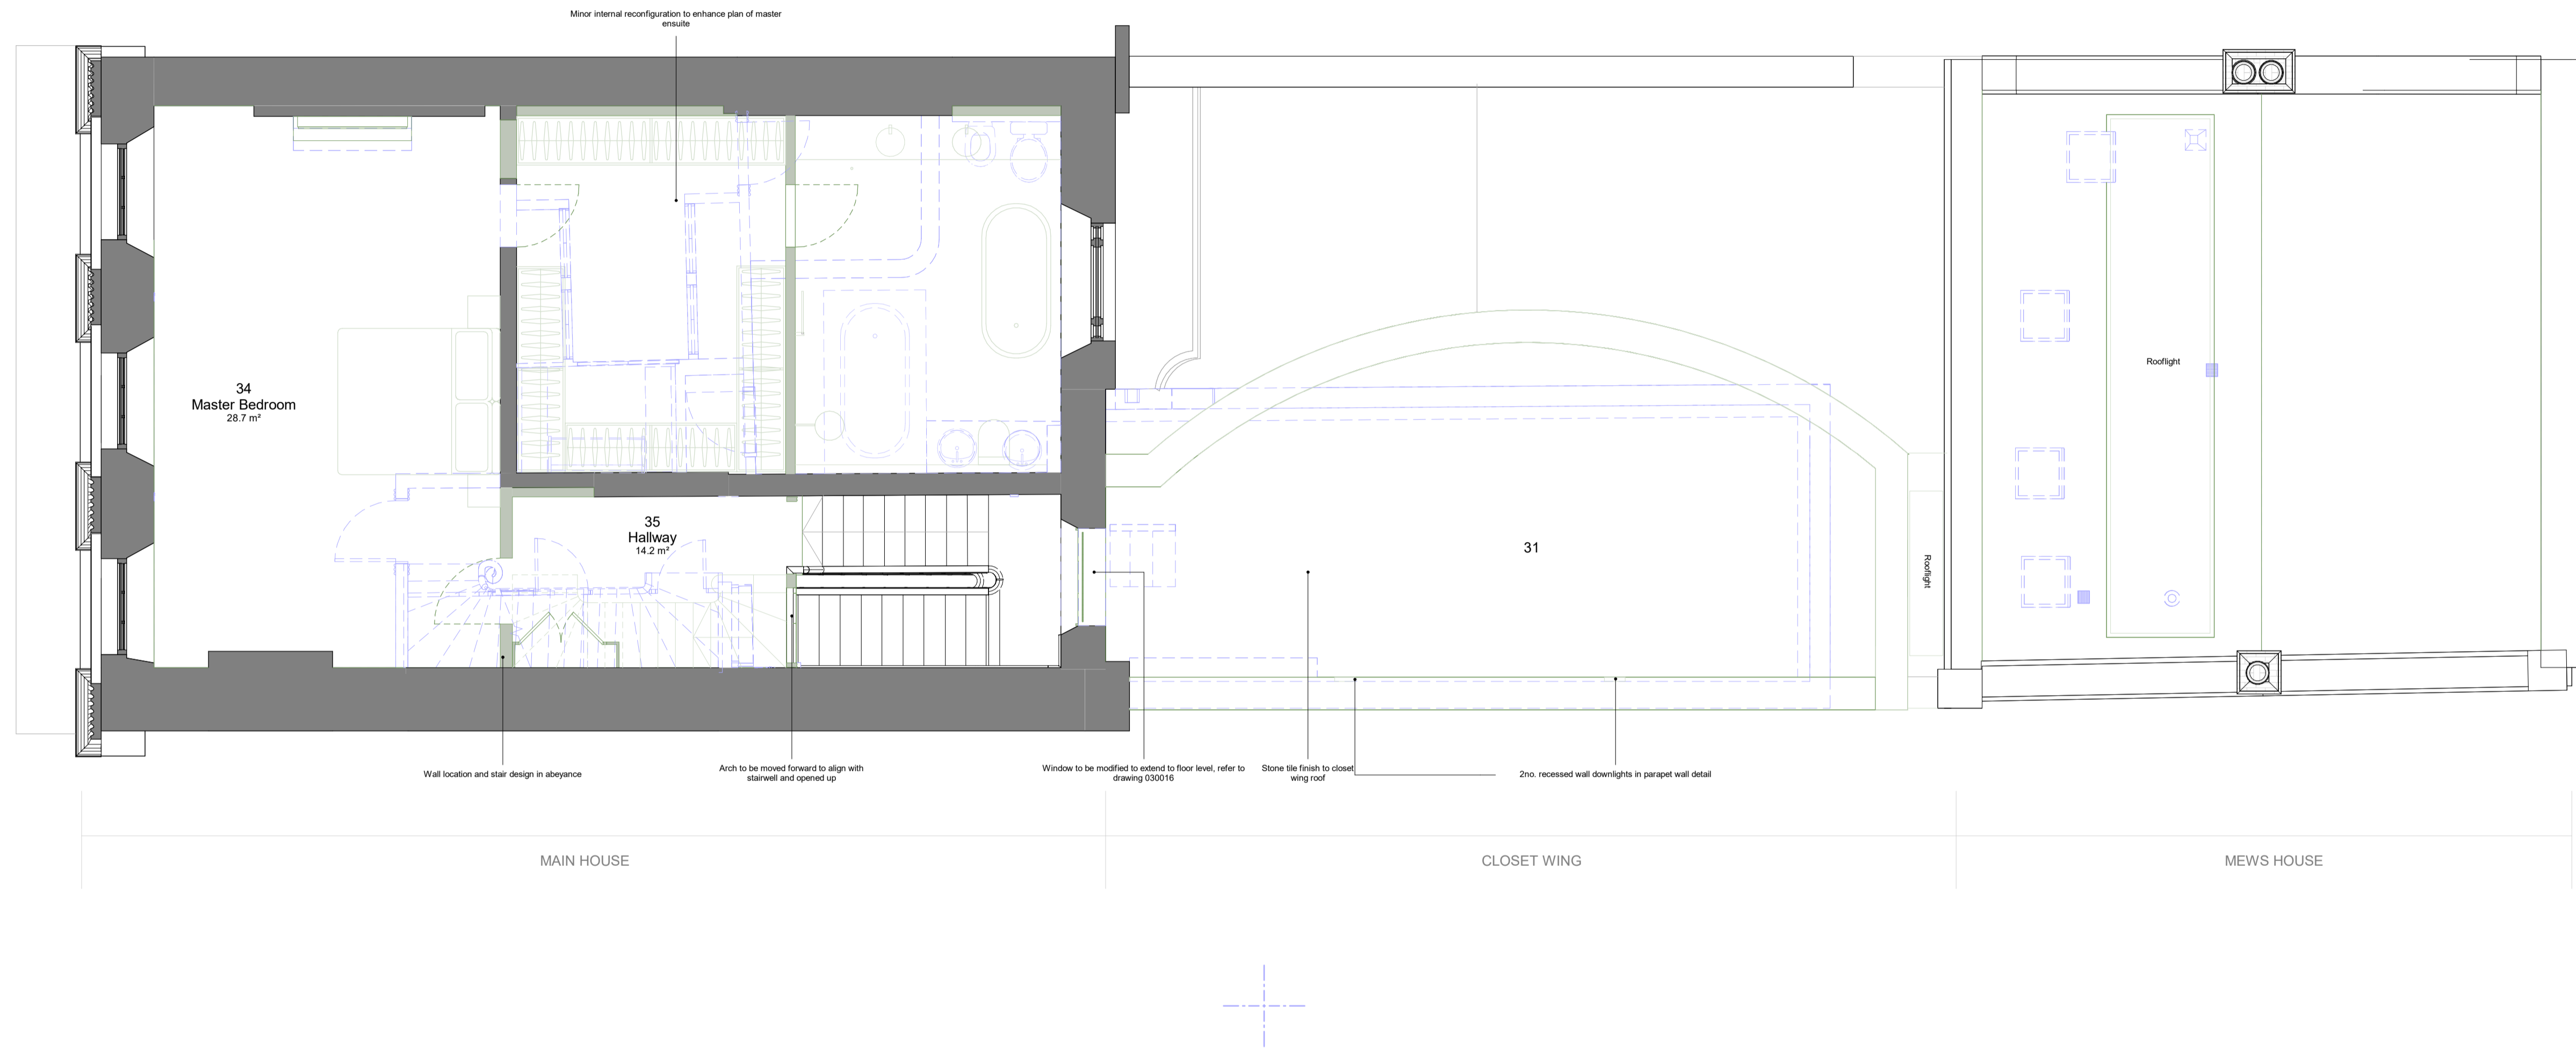 Minor internal reconfiguration to enhance plan of master
ensuite
34
Master Bedroom
28.7 m²
35
Hallway
14.2 m²
31
Rooflight
Rooflight
Wall location and stair design in abeyance
Arch to be moved forward to align with
stairwell and opened up
Window to be modified to extend to floor level, refer to
drawing 030016
Stone tile finish to closet
wing roof
2no. recessed wall downlights in parapet wall detail
MAIN HOUSE
CLOSET WING
MEWS HOUSE